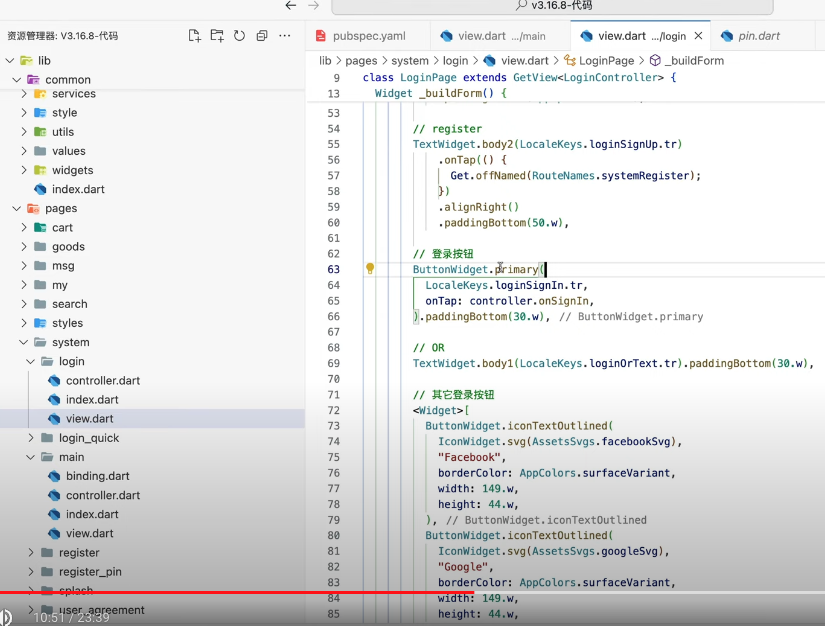 v3.16.8-代码
资源管理器: V3.16.8-代码
pubspec.yaml
view.dart .../main
view.dart .../login
pin.dart
lib > pages > system > login > view.dart > LoginPage > _buildForm
lib
common
services
style
utils
values
widgets
index.dart
pages
cart
goods
msg
my
search
styles
system
login
controller.dart
index.dart
view.dart
login_quick
main
binding.dart
controller.dart
index.dart
view.dart
register
register_pin
splash
user_agreement
10:51 / 23:39
9 class LoginPage extends GetView<LoginController> {
13 Widget _buildForm() {
53
54 // register
55 TextWidget.body2(LocaleKeys.loginSignUp.tr)
56 .onTap(() {
57 Get.offNamed(RouteNames.systemRegister);
58 })
59 .alignRight()
60 .paddingBottom(50.w),
61
62 // 登录按钮
63 ButtonWidget.primary(
64 LocaleKeys.loginSignIn.tr,
65 onTap: controller.onSignIn,
66 ).paddingBottom(30.w), // ButtonWidget.primary
67
68 // OR
69 TextWidget.body1(LocaleKeys.loginOrText.tr).paddingBottom(30.w),
70
71 // 其它登录按钮
72 <Widget>[
73 ButtonWidget.iconTextOutlined(
74 IconWidget.svg(AssetsSvgs.facebookSvg),
75 "Facebook",
76 borderColor: AppColors.surfaceVariant,
77 width: 149.w,
78 height: 44.w,
79 ), // ButtonWidget.iconTextOutlined
80 ButtonWidget.iconTextOutlined(
81 IconWidget.svg(AssetsSvgs.googleSvg),
82 "Google",
83 borderColor: AppColors.surfaceVariant,
84 width: 149.w,
85 height: 44.w,